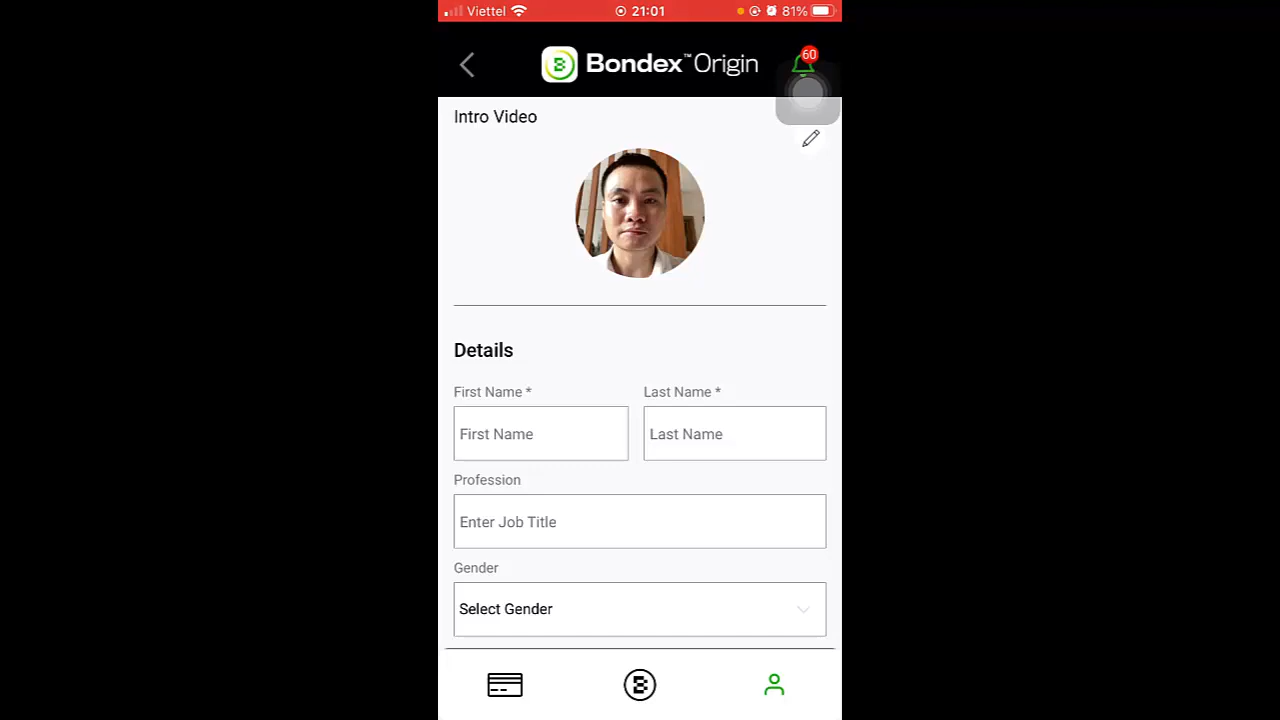 Viettel 21:01 81%
Bondex™Origin 60
Intro Video
Details
First Name * Last Name *
First Name Last Name
Profession
Enter Job Title
Gender
Select Gender